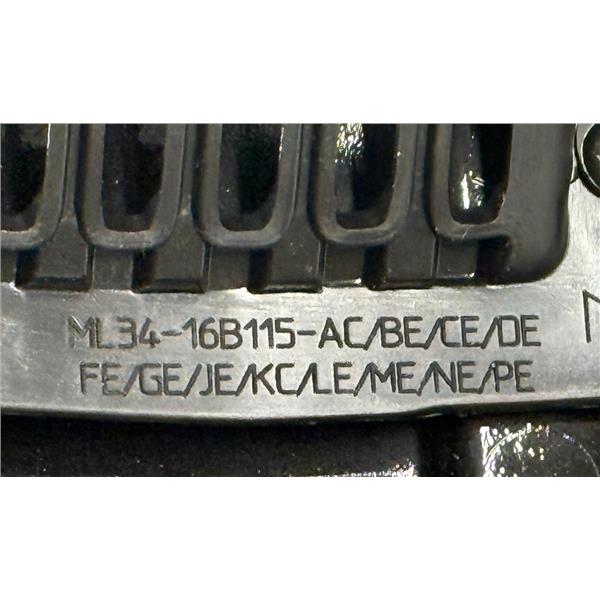 ML34-16B115-AC/BE/CE/DE
FE/GE/JE/KC/LE/ME/NE/PE